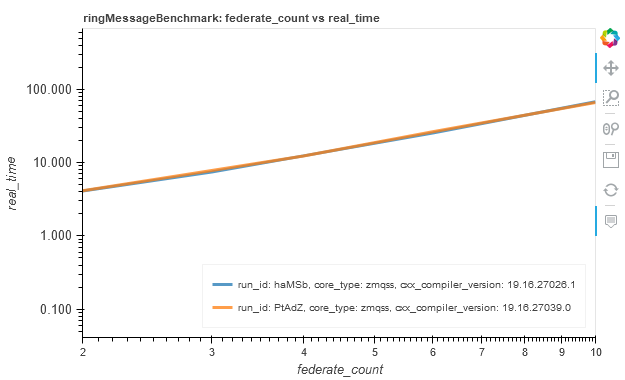 ringMessageBenchmark: federate_count vs real_time
100.000
10.000
1.000
0.100
real_time
run_id: haMSb, core_type: zmqss, cxx_compiler_version: 19.16.27026.1
run_id: PtAdZ, core_type: zmqss, cxx_compiler_version: 19.16.27039.0
2 3 4 5 6 7 8 9 10
federate_count